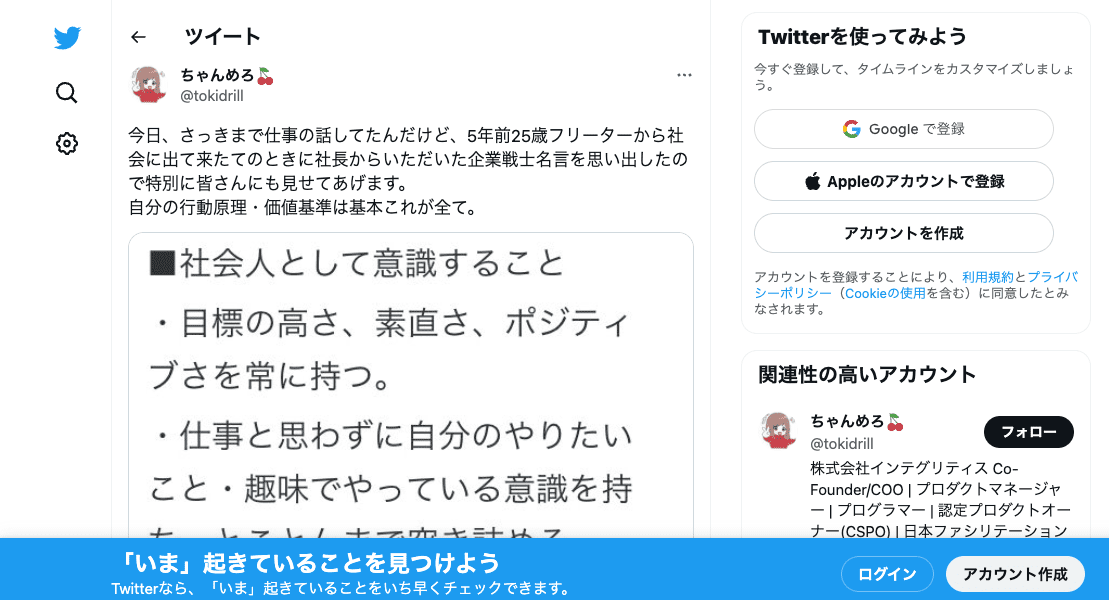 ツイート
ちゃんめろ🍒
@tokidrill
今日、さっきまで仕事の話してたんだけど、5年前25歳フリーターから社
会に出て来たてのときに社長からいただいた企業戦士名言を思い出したの
で特別に皆さんにも見せてあげます。
自分の行動原理・価値基準は基本これが全て。
■社会人として意識すること
・目標の高さ、素直さ、ポジティ
ブさを常に持つ。
・仕事と思わずに自分のやりたい
こと・趣味でやっている意識を持
Twitterを使ってみよう
今すぐ登録して、タイムラインをカスタマイズしましょ
う。
Google で登録
Appleのアカウントで登録
アカウントを作成
アカウントを登録することにより、利用規約とプライバ
シーポリシー（Cookieの使用を含む）に同意したとみ
なされます。
関連性の高いアカウント
ちゃんめろ🍒
@tokidrill
フォロー
株式会社インテグリティス Co-
Founder/COO | プロダクトマネージャ
ー | プログラマー | 認定プロダクトオー
ナー(CSPO) | 日本ファシリテーション
「いま」起きていることを見つけよう
Twitterなら、「いま」起きていることをいち早くチェックできます。
ログイン
アカウント作成